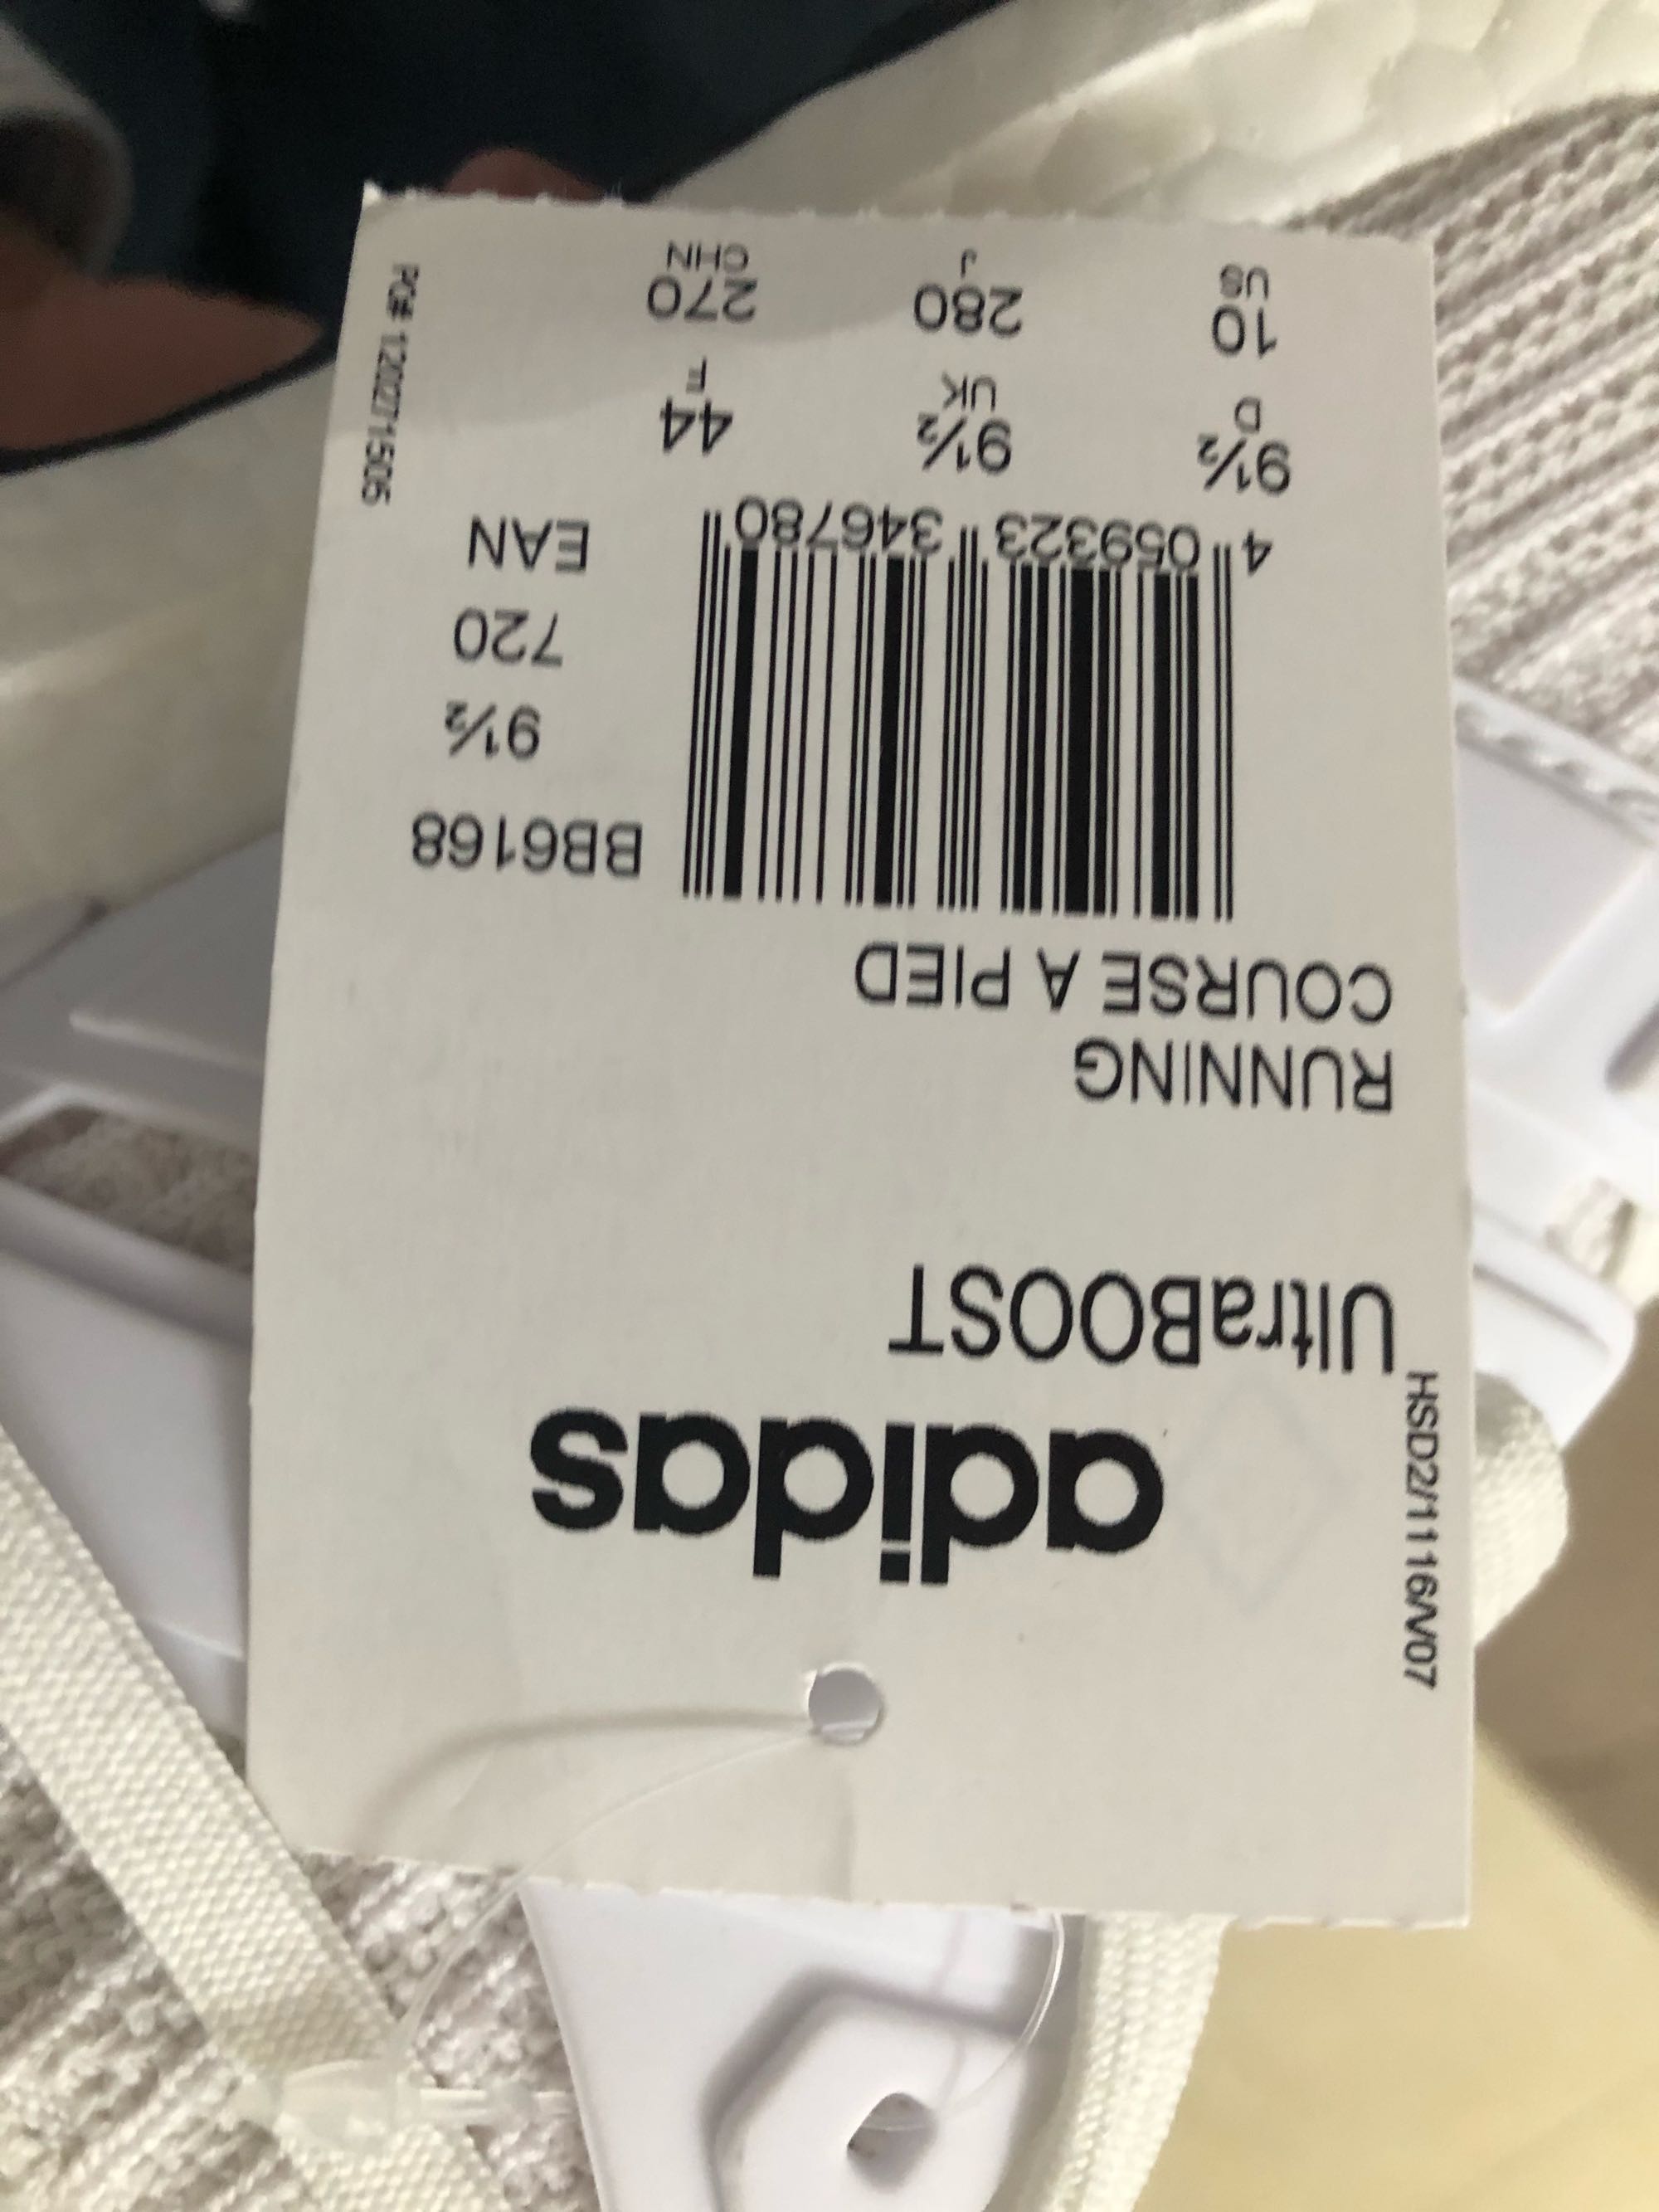 adidas
HSD2/1116/V07
UltraBOOST
RUNNING
COURSE A PIED
BB6168
9½
720
EAN
4 059323 346780
9½ 9½ 44
D UK F
10 280 270
US J CHN
PO# 120271505